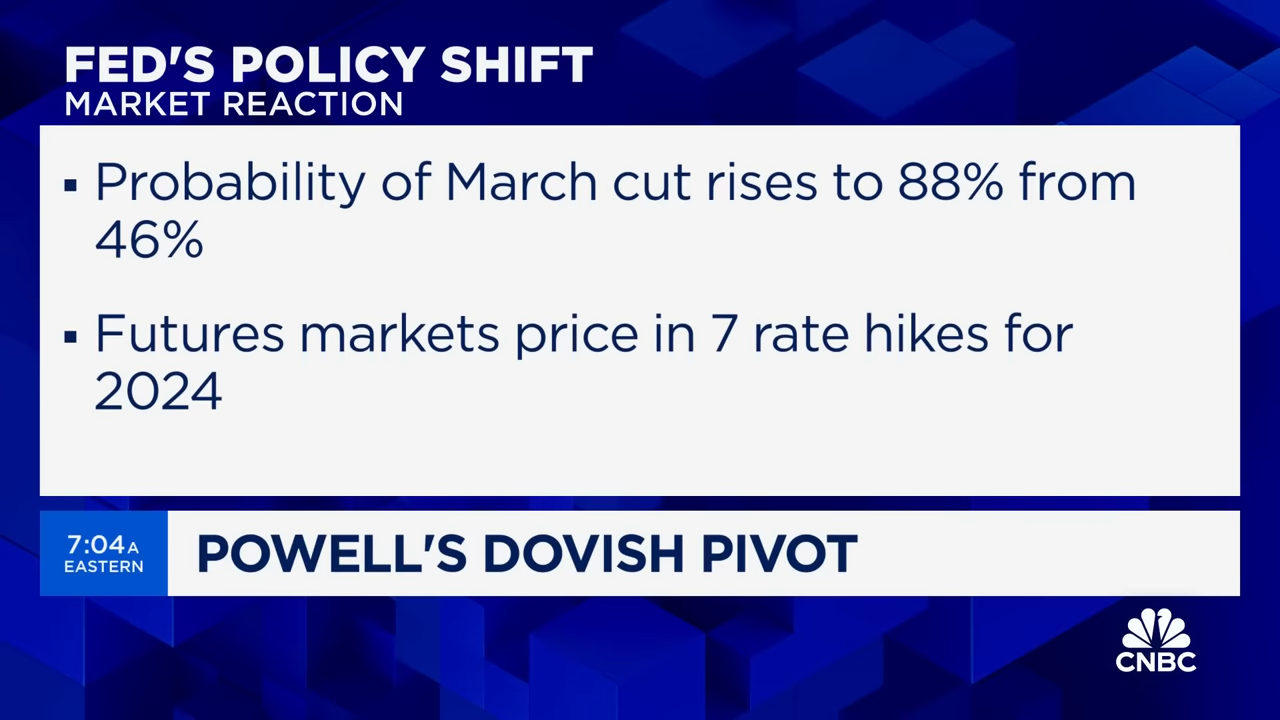 FED'S POLICY SHIFT
MARKET REACTION
▪ Probability of March cut rises to 88% from
46%
▪ Futures markets price in 7 rate hikes for
2024
7:04A
EASTERN
POWELL'S DOVISH PIVOT
CNBC